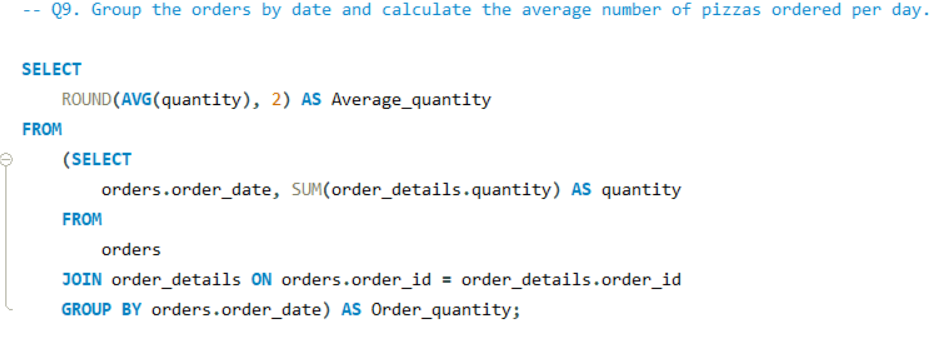 -- Q9. Group the orders by date and calculate the average number of pizzas ordered per day.
SELECT
ROUND(AVG(quantity), 2) AS Average_quantity
FROM
(SELECT
orders.order_date, SUM(order_details.quantity) AS quantity
FROM
orders
JOIN order_details ON orders.order_id = order_details.order_id
GROUP BY orders.order_date) AS Order_quantity;